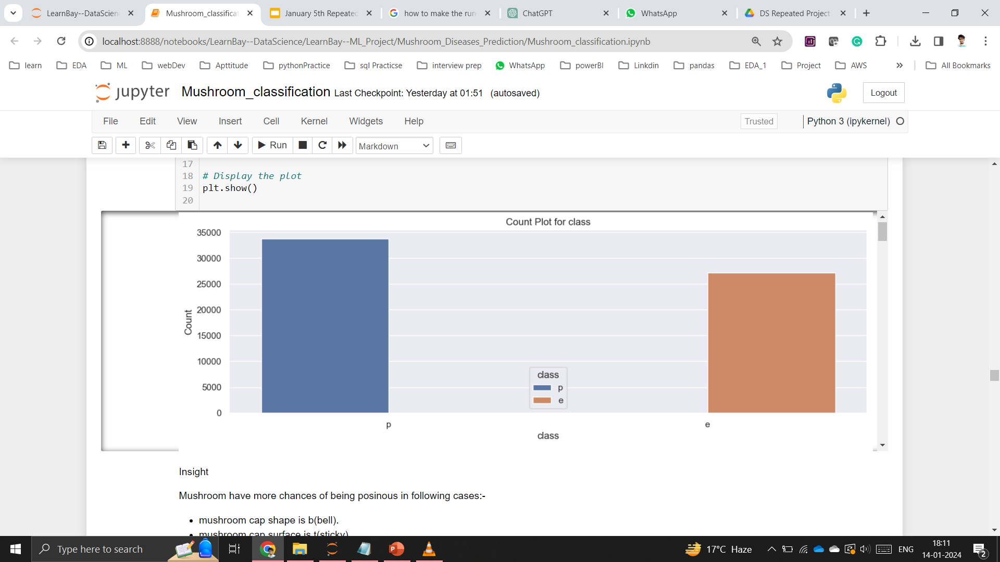 LearnBay--DataScien
Mushroom_classificat
January 5th Repeated
how to make the run
ChatGPT
WhatsApp
DS Repeated Project
localhost:8888/notebooks/LearnBay--DataScience/LearnBay--ML_Project/Mushroom_Diseases_Prediction/Mushroom_classification.ipynb
learn EDA ML webDev Apttitude pythonPractice sql Practicse interview prep WhatsApp powerBI Linkdin pandas EDA_1 Project AWS All Bookmarks
jupyter Mushroom_classification Last Checkpoint: Yesterday at 01:51 (autosaved)
Logout
File Edit View Insert Cell Kernel Widgets Help
Trusted
Python 3 (ipykernel)
Run
Markdown
17
18 # Display the plot
19 plt.show()
20
Count Plot for class
35000
30000
25000
20000
15000
10000
5000
0
Count
class
p
e
p e
class
Insight
Mushroom have more chances of being posinous in following cases:-
• mushroom cap shape is b(bell).
• mushroom cap surface is t(sticky)
Type here to search
17°C Haze
ENG
18:11
14-01-2024
2